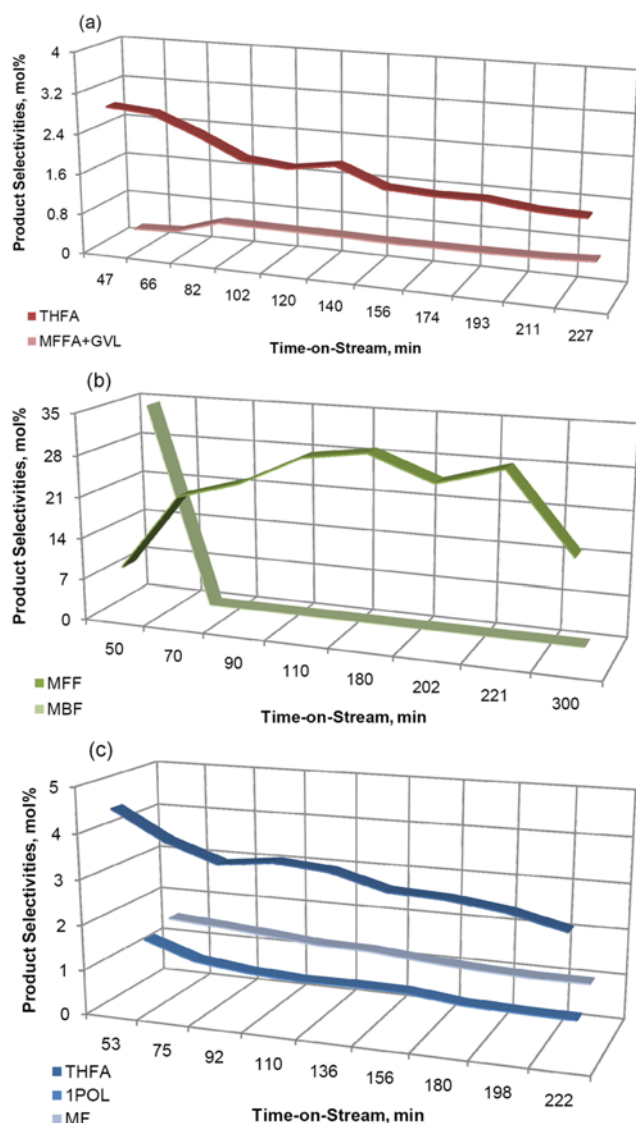 (a)
Product Selectivities, mol%
4
3.2
2.4
1.6
0.8
0
47 66 82 102 120 140 156 174 193 211 227
THFA
MFFA+GVL
Time-on-Stream, min
(b)
Product Selectivities, mol%
35
28
21
14
7
0
50 70 90 110 180 202 221 300
MFF
MBF
Time-on-Stream, min
(c)
Product Selectivities, mol%
5
4
3
2
1
0
53 75 92 110 136 156 180 198 222
THFA
1POL
MF
Time-on-Stream, min